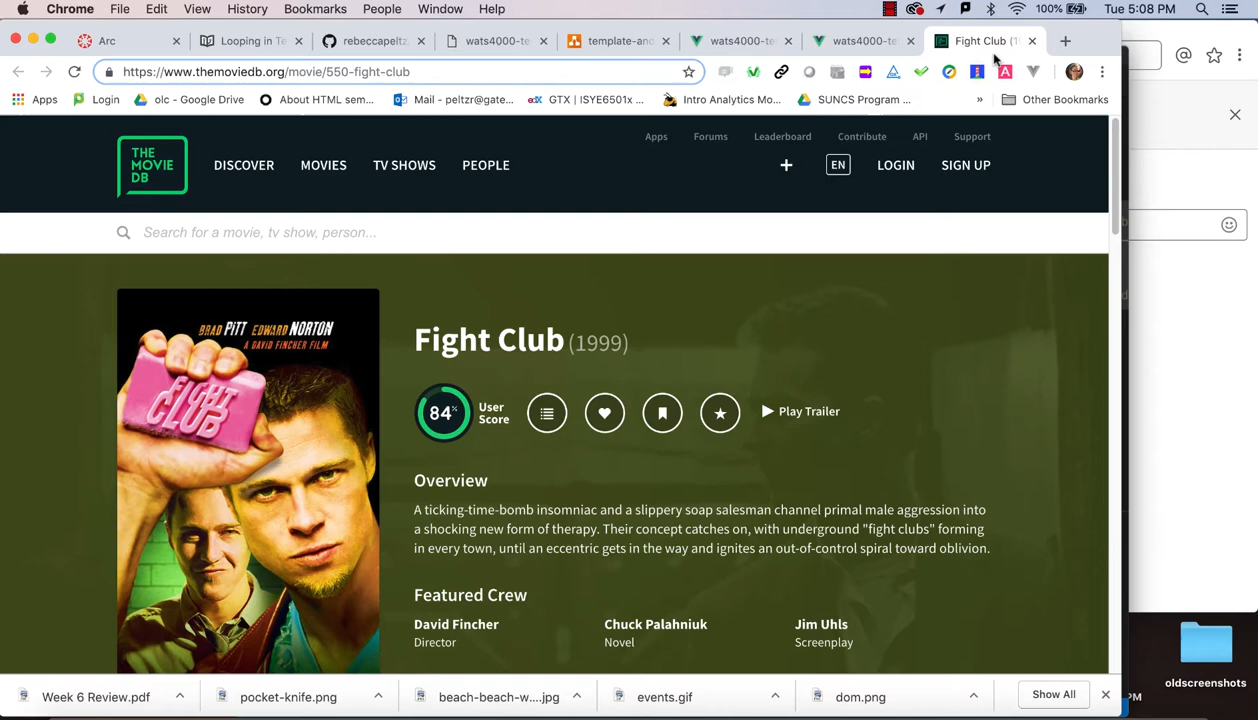 Chrome File Edit View History Bookmarks People Window Help 100% Tue 5:08 PM
Arc Looping in Te rebeccapeltz wats4000-te template-and wats4000-te wats4000-te Fight Club (1
https://www.themoviedb.org/movie/550-fight-club
Apps Login olc - Google Drive About HTML sem... Mail - peltzr@gate... GTX | ISYE6501x ... Intro Analytics Mo... SUNCS Program ... » Other Bookmarks
Apps Forums Leaderboard Contribute API Support
THE
MOVIE
DB
DISCOVER MOVIES TV SHOWS PEOPLE + EN LOGIN SIGN UP
Search for a movie, tv show, person...
BRAD PITT EDWARD NORTON
A DAVID FINCHER FILM
FIGHT
CLUB
Fight Club (1999)
84%
User
Score
Play Trailer
Overview
A ticking-time-bomb insomniac and a slippery soap salesman channel primal male aggression into
a shocking new form of therapy. Their concept catches on, with underground "fight clubs" forming
in every town, until an eccentric gets in the way and ignites an out-of-control spiral toward oblivion.
Featured Crew
David Fincher
Director
Chuck Palahniuk
Novel
Jim Uhls
Screenplay
oldscreenshots
PM
Week 6 Review.pdf pocket-knife.png beach-beach-w....jpg events.gif dom.png Show All